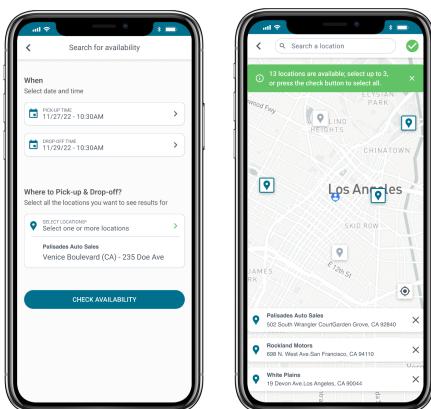 Search for availability
When
Select date and time
PICK-UP TIME
11/27/22 - 10:30AM
DROP-OFF TIME
11/29/22 - 10:30AM
Where to Pick-up & Drop-off?
Select all the locations you want to see results for
SELECT LOCATIONS*
Select one or more locations
Palisades Auto Sales
Venice Boulevard (CA) - 235 Doe Ave
CHECK AVAILABILITY
Search a location
13 locations are available; select up to 3,
or press the check button to select all.
ELYSIAN
PARK
HEIGHTS
CHINATOWN
Los Angeles
SKID ROW
E 12th St
Palisades Auto Sales
502 South Wrangler CourtGarden Grove, CA 92840
Rockland Motors
698 N. West Ave.San Francisco, CA 94110
White Plains
19 Devon Ave.Los Angeles, CA 90044